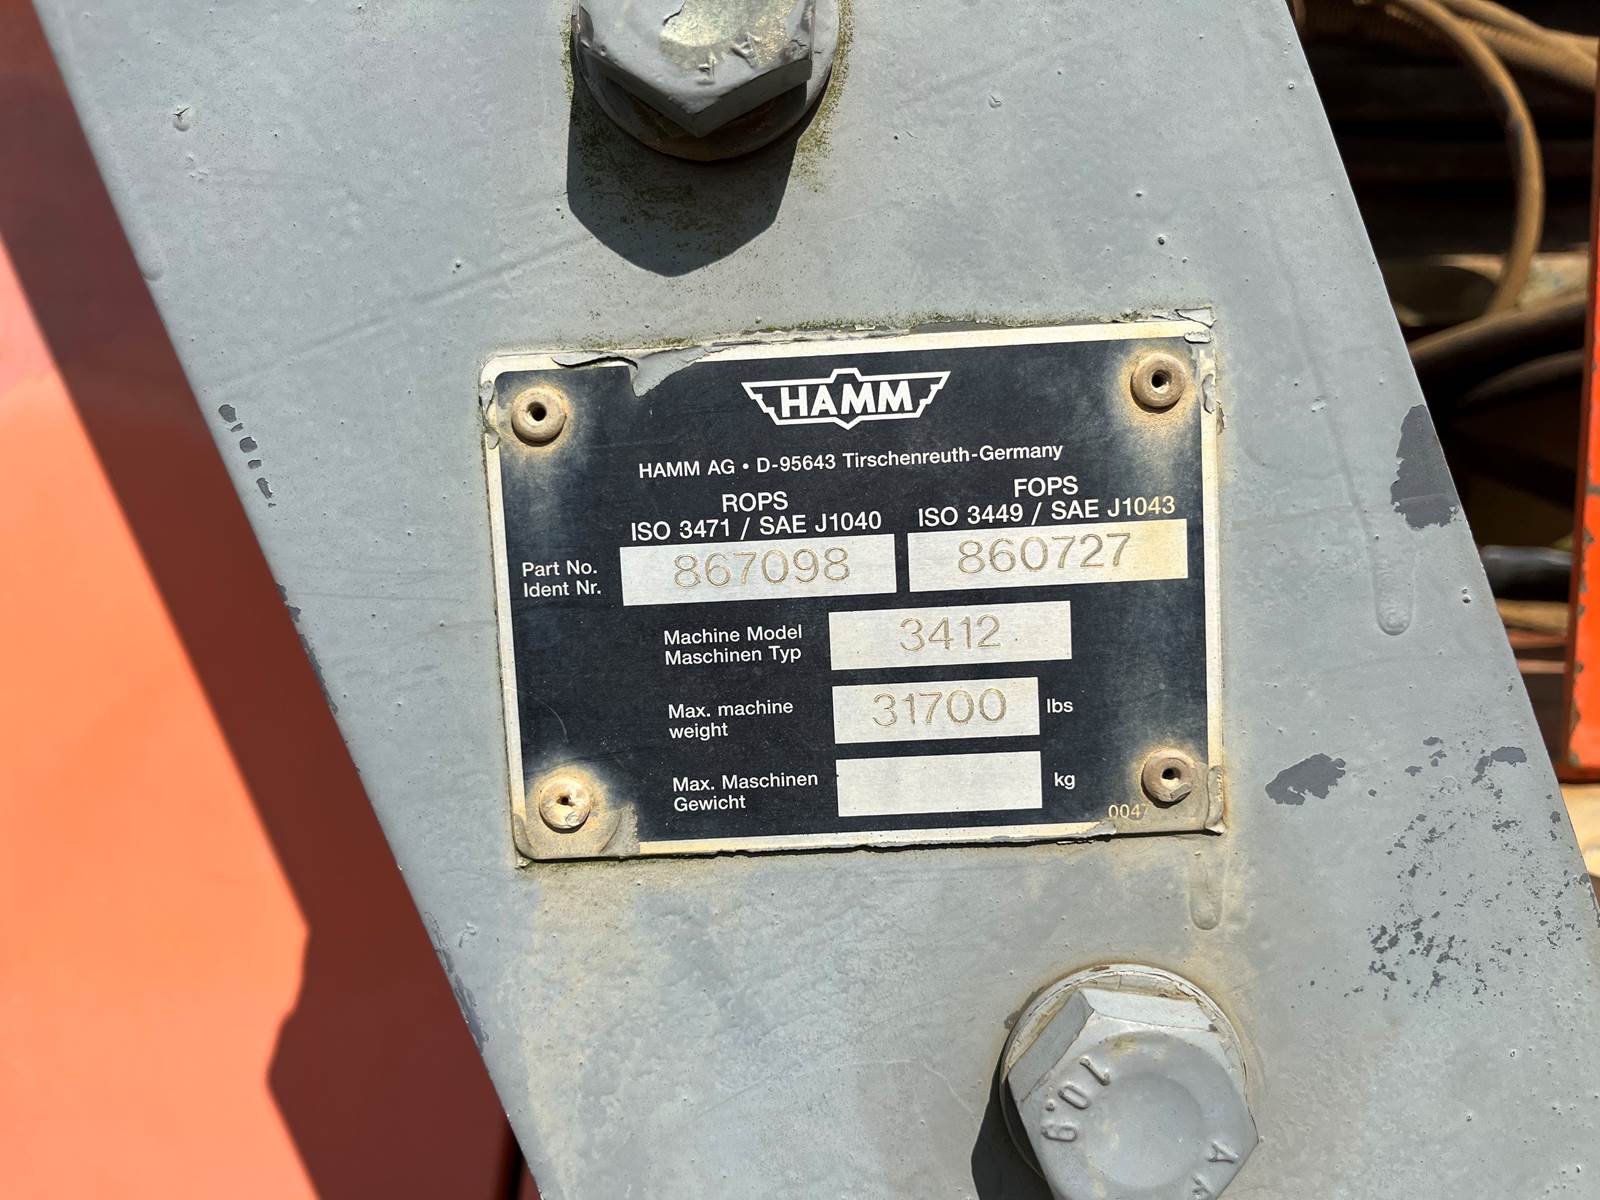 HAMM
HAMM AG • D-95643 Tirschenreuth-Germany
ROPS
ISO 3471 / SAE J1040
FOPS
ISO 3449 / SAE J1043
Part No.
Ident Nr.
867098
860727
Machine Model
Maschinen Typ
3412
Max. machine
weight
31700
lbs
Max. Maschinen
Gewicht
kg
10.9